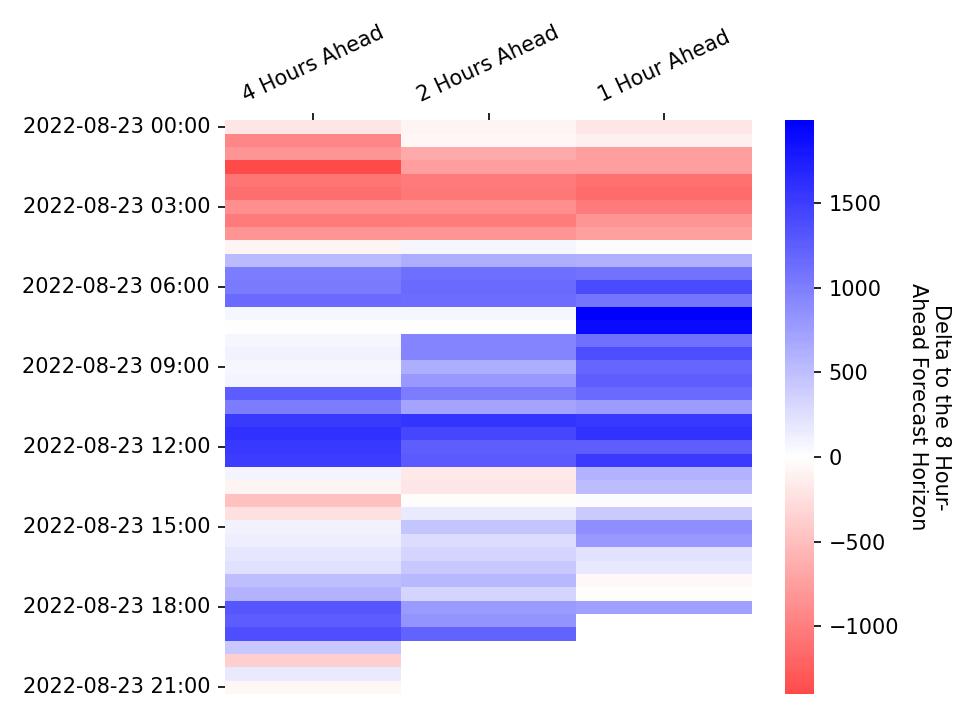 4 Hours Ahead
2 Hours Ahead
1 Hour Ahead
2022-08-23 00:00
2022-08-23 03:00
2022-08-23 06:00
2022-08-23 09:00
2022-08-23 12:00
2022-08-23 15:00
2022-08-23 18:00
2022-08-23 21:00
1500
1000
500
0
−500
−1000
Delta to the 8 Hour-
Ahead Forecast Horizon